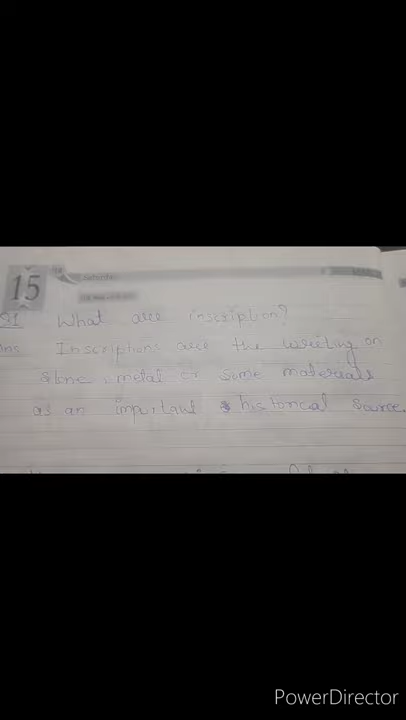 15
Q1 What are inscription?
Ans Inscriptions are the writing on
stone, metal or some materials
as an important historical source.
PowerDirector